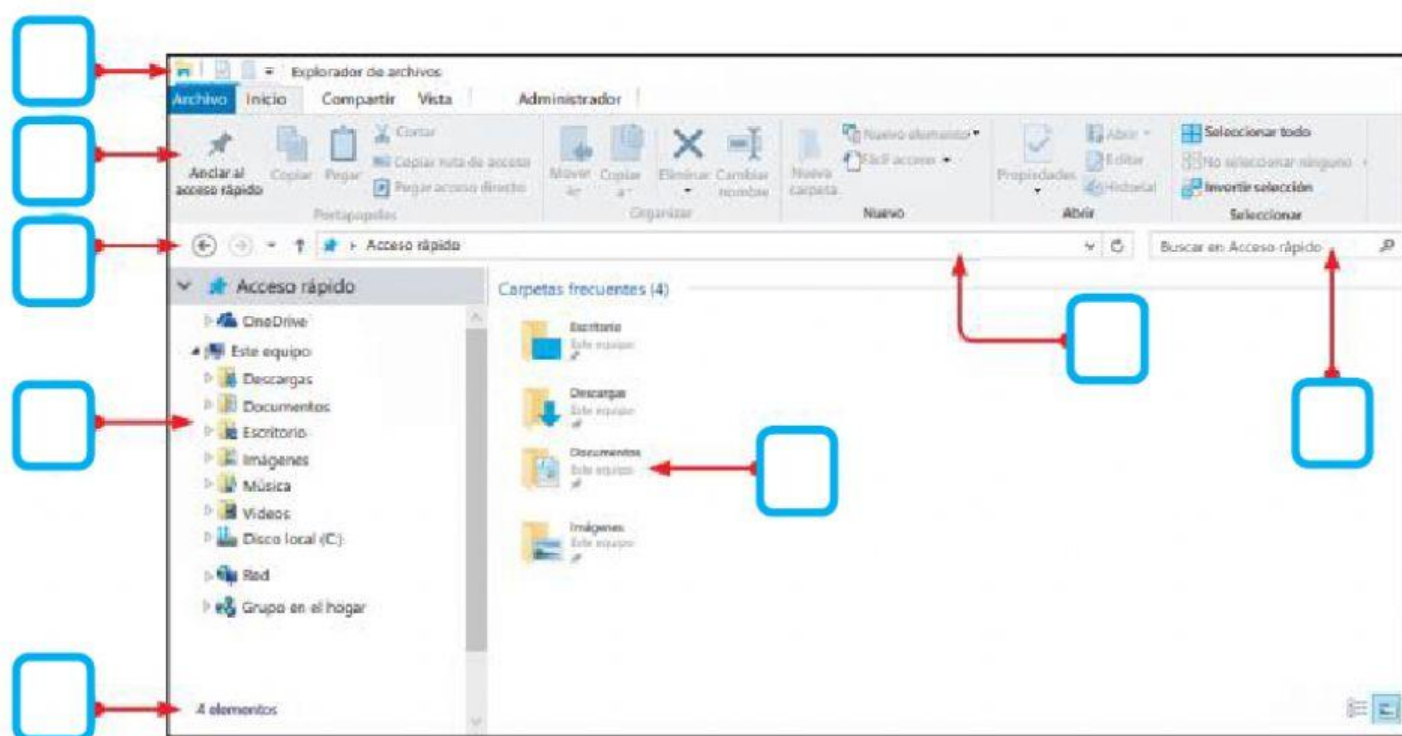 Explorador de archivos
Archivo Inicio Compartir Vista Administrador
Anclar al acceso rápido
Copiar
Pegar
Cortar
Copiar ruta de acceso
Pegar acceso directo
Portapapeles
Mover a▾
Copiar a▾
Eliminar
Cambiar nombre
Organizar
Nueva carpeta
Nuevo elemento
Fácil acceso
Nuevo
Propiedades
Abrir
Editar
Historial
Abrir
Seleccionar todo
No seleccionar ninguno
Invertir selección
Seleccionar
Acceso rápido
Buscar en Acceso rápido
Acceso rápido
OneDrive
Este equipo
Descargas
Documentos
Escritorio
Imágenes
Música
Videos
Disco local (C:)
Red
Grupo en el hogar
4 elementos
Carpetas frecuentes (4)
Escritorio
Este equipo
Descargas
Este equipo
Documentos
Este equipo
Imágenes
Este equipo